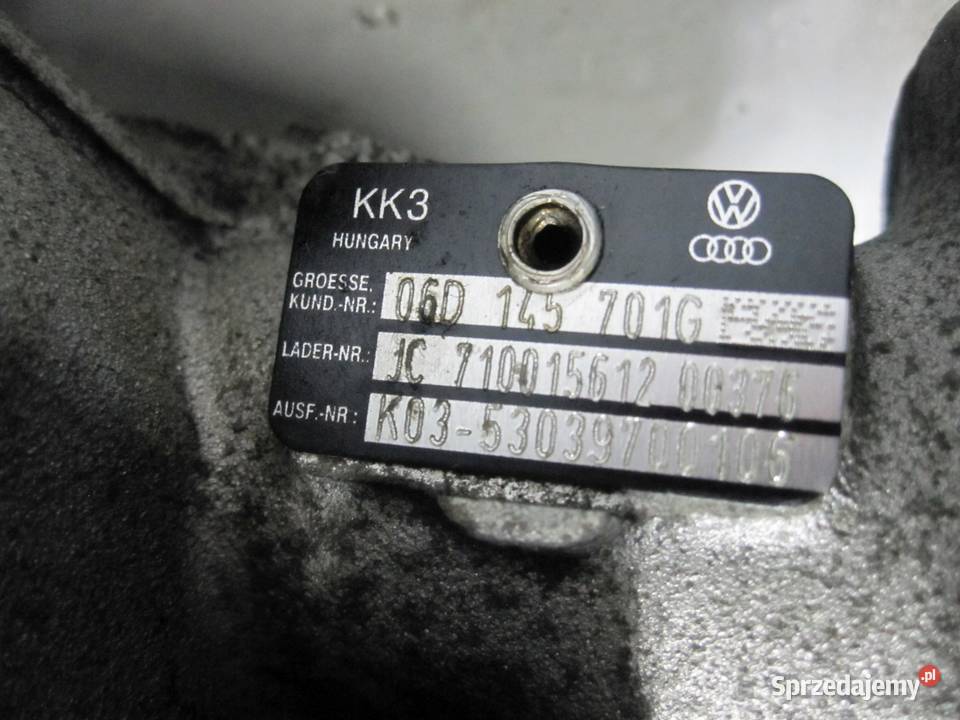 KK3
HUNGARY
GROESSE.
KUND.-NR.: 06D 145 701G
LADER-NR.: JC 710015612 00376
AUSF.-NR: K03-53039700106
Sprzedajemy.pl